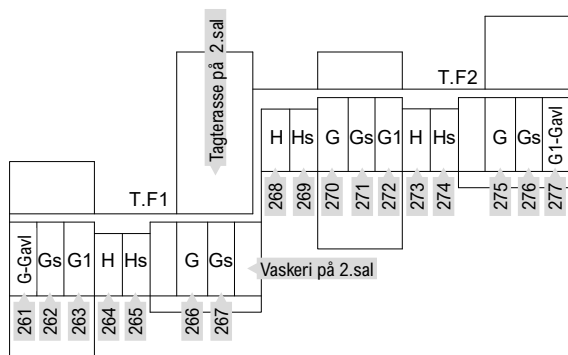 Tagterasse på 2.sal
T.F2
H Hs G Gs G1 H Hs G Gs G1-Gavl
268 269 270 271 272 273 274 275 276 277
T.F1
G-Gavl Gs G1 H Hs G Gs
Vaskeri på 2.sal
261 262 263 264 265 266 267